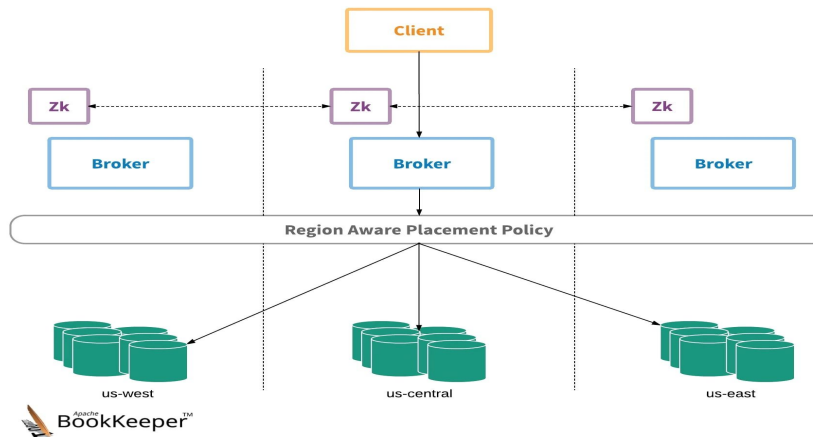 Client
Zk
Zk
Zk
Broker
Broker
Broker
Region Aware Placement Policy
us-west
us-central
us-east
Apache
BookKeeper™